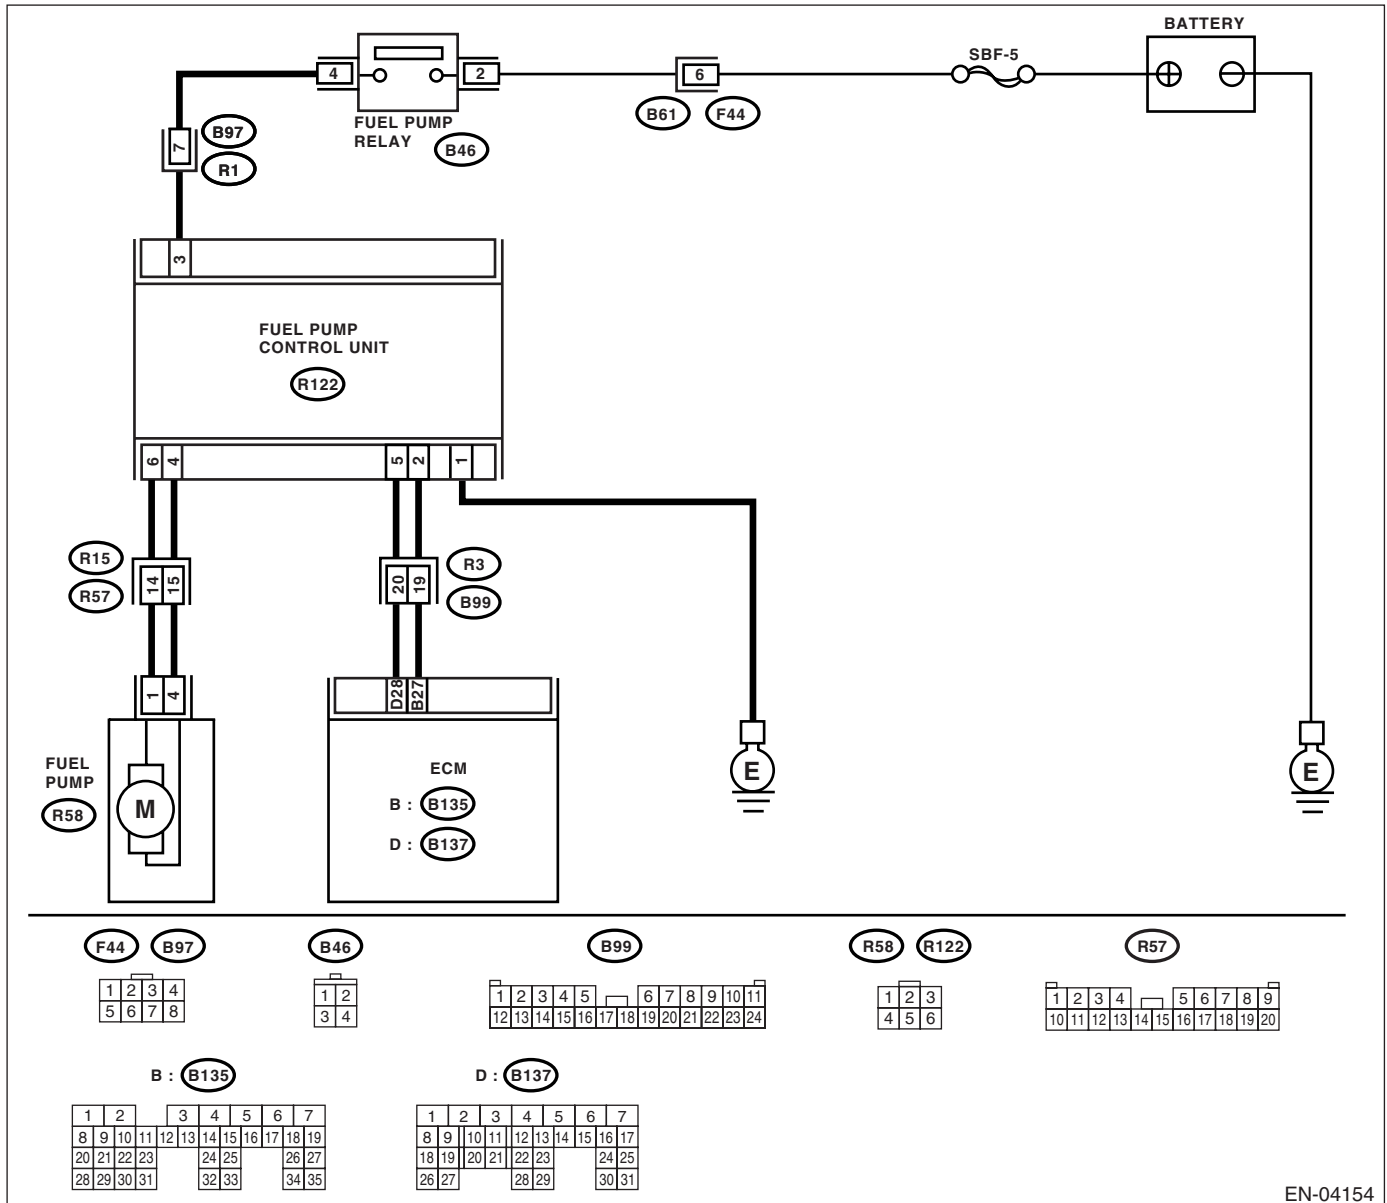 BATTERY
SBF-5
4
2
6
FUEL PUMP
RELAY
B46
B61
F44
7
B97
R1
3
FUEL PUMP
CONTROL UNIT
R122
6 4 5 2 1
R15
R57
14 15
20 19
R3
B99
1 4
D28 B27
FUEL
PUMP
R58
M
ECM
B : B135
D : B137
E
E
F44 B97
1 2 3 4
5 6 7 8
B46
1 2
3 4
B99
1 2 3 4 5 6 7 8 9 10 11
12 13 14 15 16 17 18 19 20 21 22 23 24
R58 R122
1 2 3
4 5 6
R57
1 2 3 4 5 6 7 8 9
10 11 12 13 14 15 16 17 18 19 20
B : B135
1 2 3 4 5 6 7
8 9 10 11 12 13 14 15 16 17 18 19
20 21 22 23 24 25 26 27
28 29 30 31 32 33 34 35
D : B137
1 2 3 4 5 6 7
8 9 10 11 12 13 14 15 16 17
18 19 20 21 22 23 24 25
26 27 28 29 30 31
EN-04154